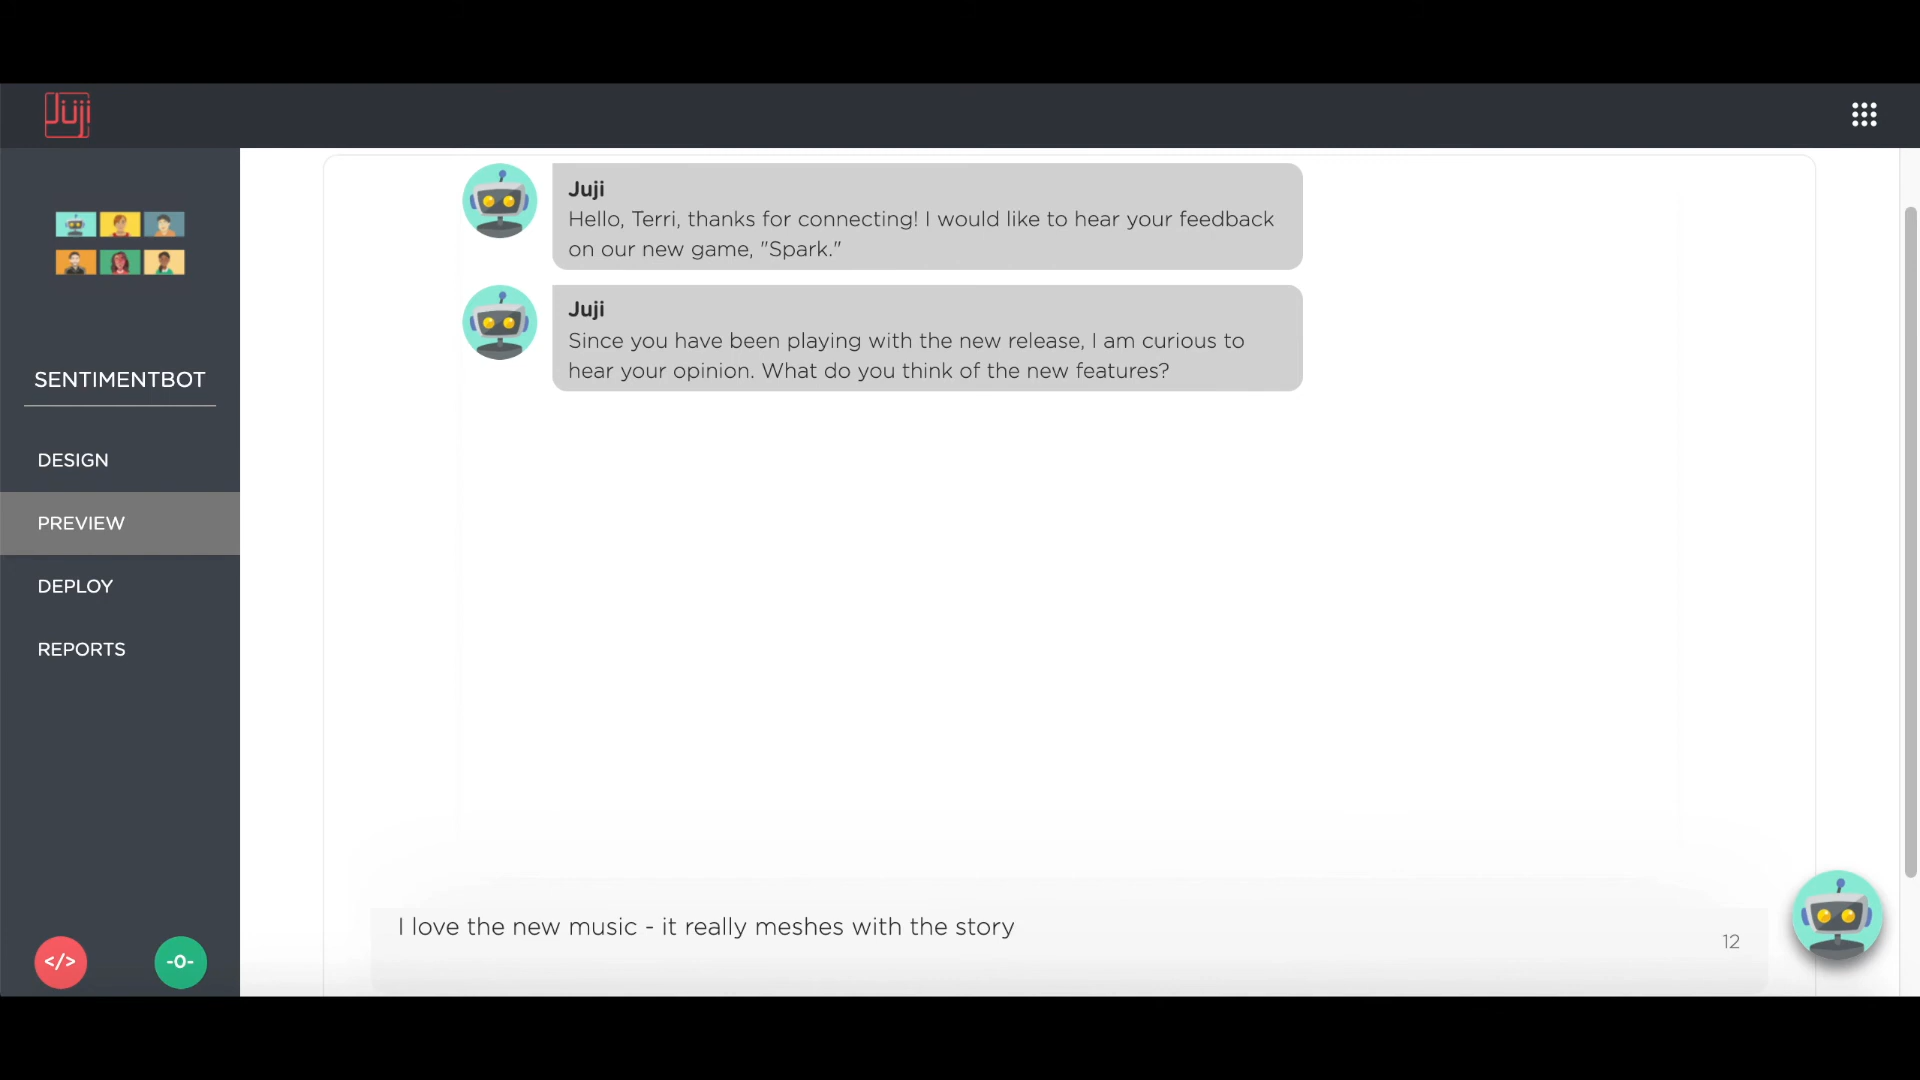 Juji
Juji
Hello, Terri, thanks for connecting! I would like to hear your feedback
on our new game, "Spark."
Juji
Since you have been playing with the new release, I am curious to
hear your opinion. What do you think of the new features?
SENTIMENTBOT
DESIGN
PREVIEW
DEPLOY
REPORTS
I love the new music - it really meshes with the story
12
</>
-0-